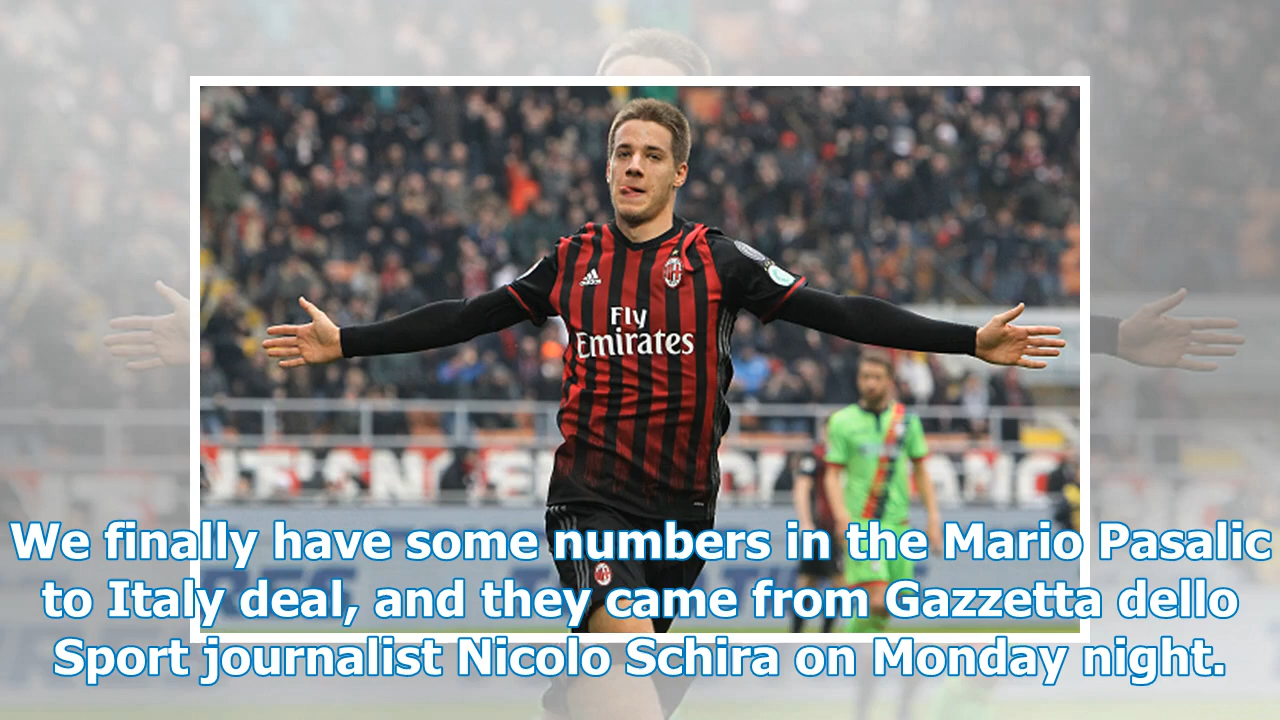 Fly
Emirates
We finally have some numbers in the Mario Pasalic
to Italy deal, and they came from Gazzetta dello
Sport journalist Nicolo Schira on Monday night.